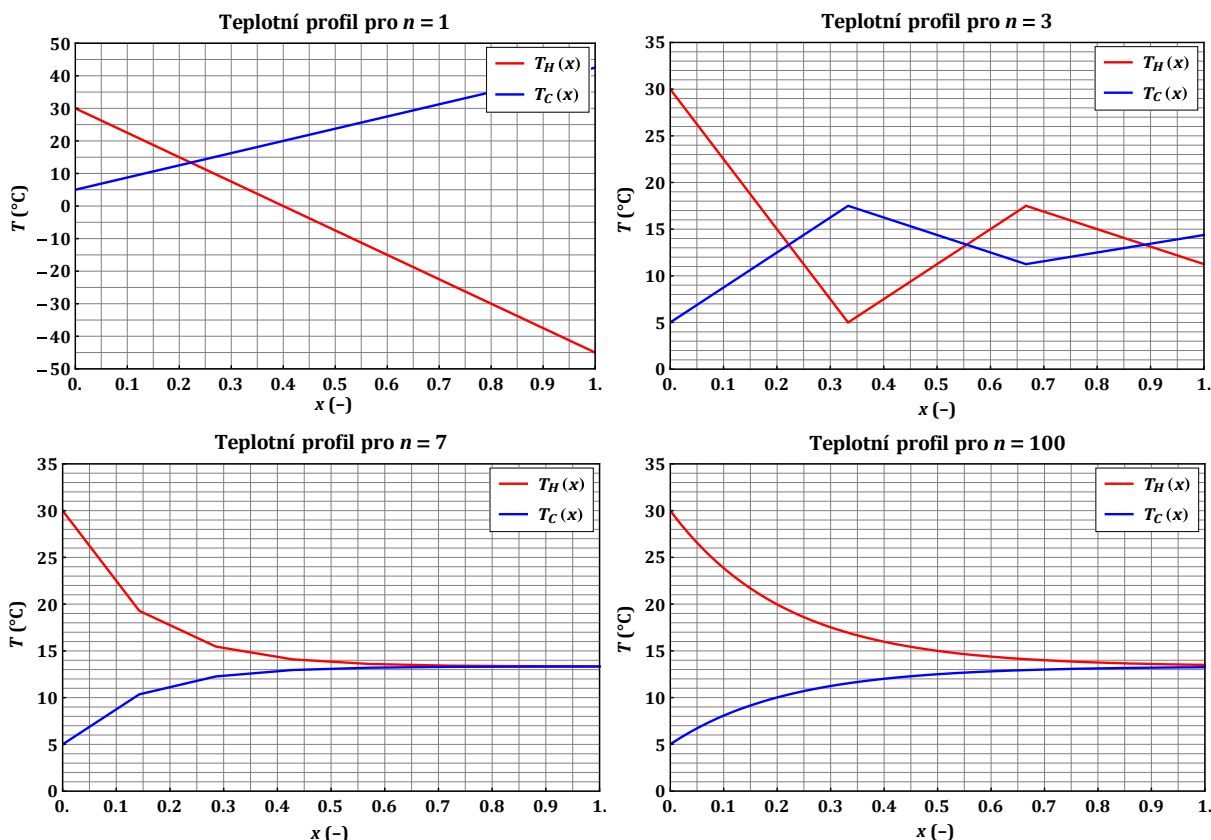 Teplotní profil pro n = 1
50
40
30
20
10
0
−10
−20
−30
−40
−50
T (°C)
T_H(x)
T_C(x)
0. 0.1 0.2 0.3 0.4 0.5 0.6 0.7 0.8 0.9 1.
x (–)
Teplotní profil pro n = 3
35
30
25
20
15
10
5
0
T (°C)
T_H(x)
T_C(x)
0. 0.1 0.2 0.3 0.4 0.5 0.6 0.7 0.8 0.9 1.
x (–)
Teplotní profil pro n = 7
35
30
25
20
15
10
5
0
T (°C)
T_H(x)
T_C(x)
0. 0.1 0.2 0.3 0.4 0.5 0.6 0.7 0.8 0.9 1.
x (–)
Teplotní profil pro n = 100
35
30
25
20
15
10
5
0
T (°C)
T_H(x)
T_C(x)
0. 0.1 0.2 0.3 0.4 0.5 0.6 0.7 0.8 0.9 1.
x (–)